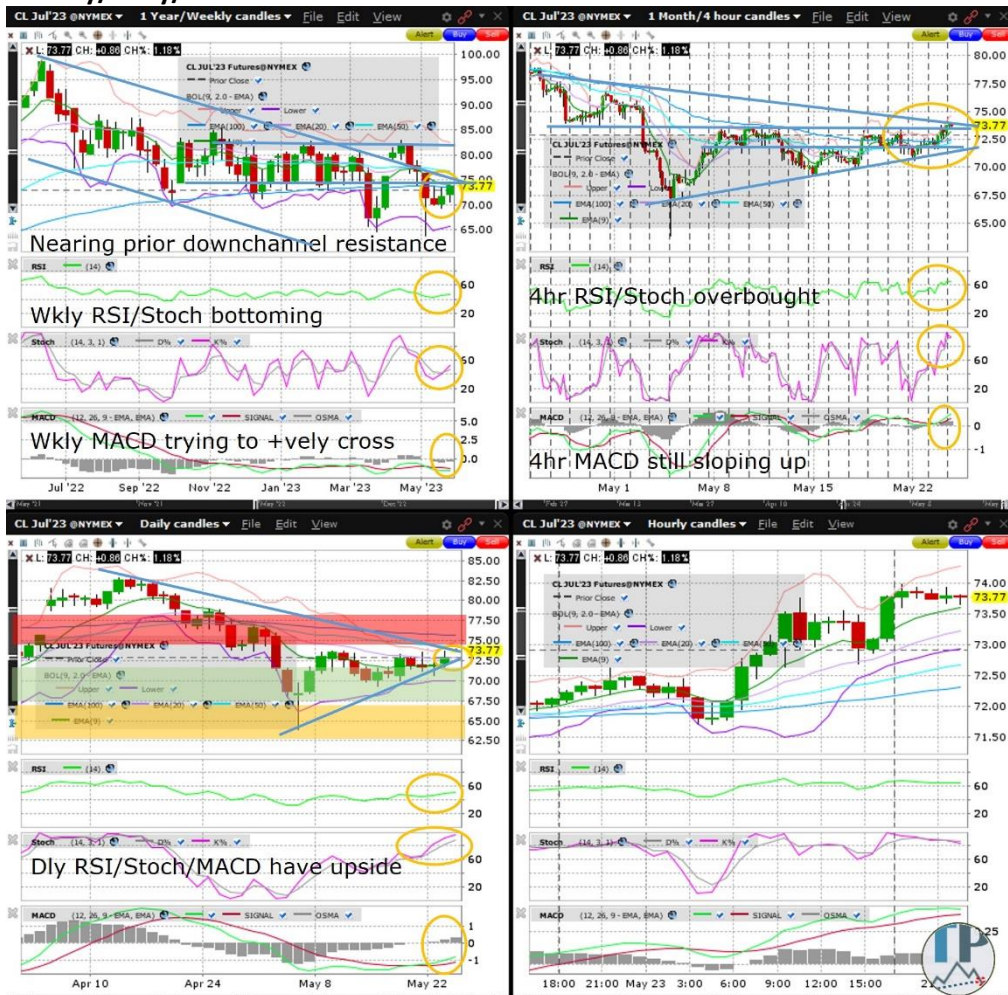 CL Jul'23 @NYMEX 1 Year/Weekly candles File Edit View
Alert Buy Sell
L: 73.77 CH: +0.86 CH%: 1.18%
CL JUL'23 Futures@NYMEX
Prior Close
BOL(9, 2.0 - EMA)
Upper Lower
EMA(100) EMA(20) EMA(50)
100.00
95.00
90.00
85.00
80.00
75.00
73.77
70.00
65.00
Nearing prior downchannel resistance
RSI (14)
60
20
Wkly RSI/Stoch bottoming
Stoch (14, 3, 1) D% K%
60
20
MACD (12, 26, 9 - EMA, EMA) SIGNAL OSMA
5.0
2.5
0.0
Wkly MACD trying to +vely cross
Jul '22 Sep '22 Nov '22 Jan '23 Mar '23 May '23
CL Jul'23 @NYMEX 1 Month/4 hour candles File Edit View
Alert Buy Sell
L: 73.77 CH: +0.86 CH%: 1.18%
CL JUL'23 Futures@NYMEX
Prior Close
BOL(9, 2.0 - EMA)
Upper Lower
EMA(100) EMA(20) EMA(50)
EMA(9)
80.00
77.50
75.00
73.77
72.50
70.00
67.50
65.00
RSI (14)
60
20
4hr RSI/Stoch overbought
Stoch (14, 3, 1) D% K%
60
20
MACD (12, 26, 9 - EMA, EMA) SIGNAL OSMA
0
-1
4hr MACD still sloping up
May 1 May 8 May 15 May 22
CL Jul'23 @NYMEX Daily candles File Edit View
Alert Buy Sell
L: 73.77 CH: +0.86 CH%: 1.18%
CL JUL'23 Futures@NYMEX
Prior Close
BOL(9, 2.0 - EMA)
Upper Lower
EMA(100) EMA(20) EMA(50)
EMA(9)
85.00
82.50
80.00
77.50
75.00
73.77
72.50
70.00
67.50
65.00
62.50
RSI (14)
60
20
Stoch (14, 3, 1) D% K%
60
20
Dly RSI/Stoch/MACD have upside
MACD (12, 26, 9 - EMA, EMA) SIGNAL OSMA
1
0
-1
Apr 10 Apr 24 May 8 May 22
CL Jul'23 @NYMEX Hourly candles File Edit View
Alert Buy Sell
L: 73.77 CH: +0.86 CH%: 1.18%
CL JUL'23 Futures@NYMEX
Prior Close
BOL(9, 2.0 - EMA)
Upper Lower
EMA(100) EMA(20)
EMA(9)
74.00
73.77
73.00
72.50
72.00
71.50
RSI (14)
60
20
Stoch (14, 3, 1) D% K%
60
20
MACD (12, 26, 9 - EMA, EMA) SIGNAL OSMA
18:00 21:00 May 23 3:00 6:00 9:00 12:00 15:00
TP